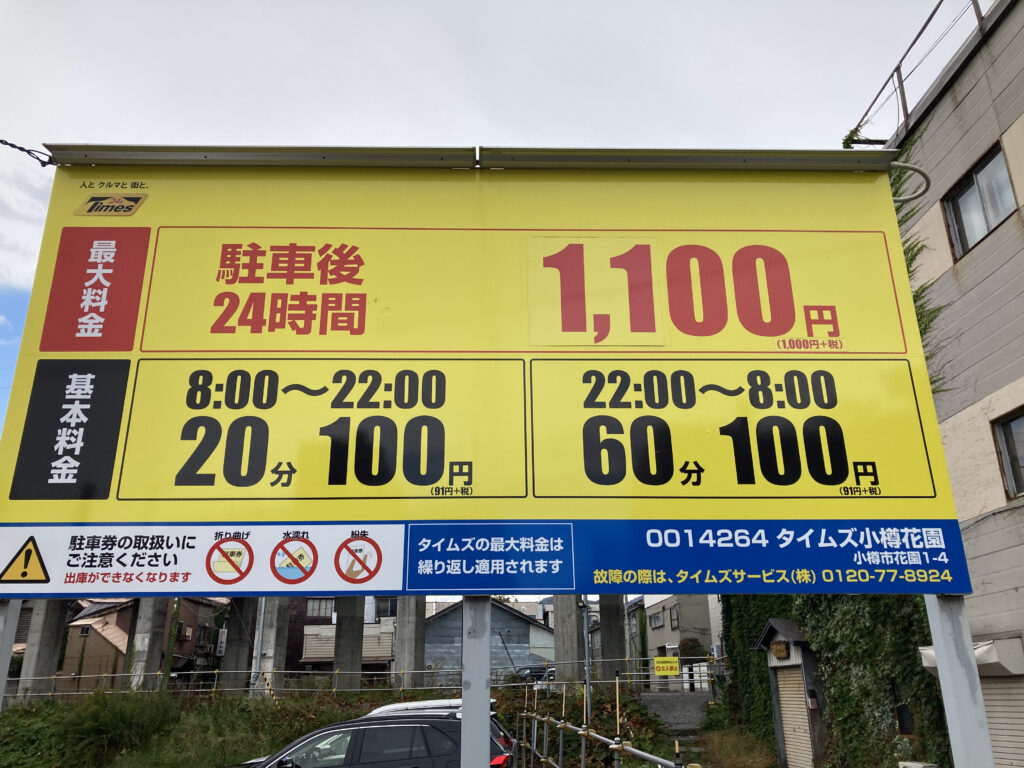 人と クルマと 街と、
Times
最大料金
駐車後
24時間
1,100円
(1,000円+税)
基本料金
8:00〜22:00
20分 100円
(91円+税)
22:00〜8:00
60分 100円
(91円+税)
駐車券の取扱いに
ご注意ください
出庫ができなくなります
折り曲げ
水濡れ
紛失
タイムズの最大料金は
繰り返し適用されます
0014264 タイムズ小樽花園
小樽市花園1-4
故障の際は、タイムズサービス(株) 0120-77-8924